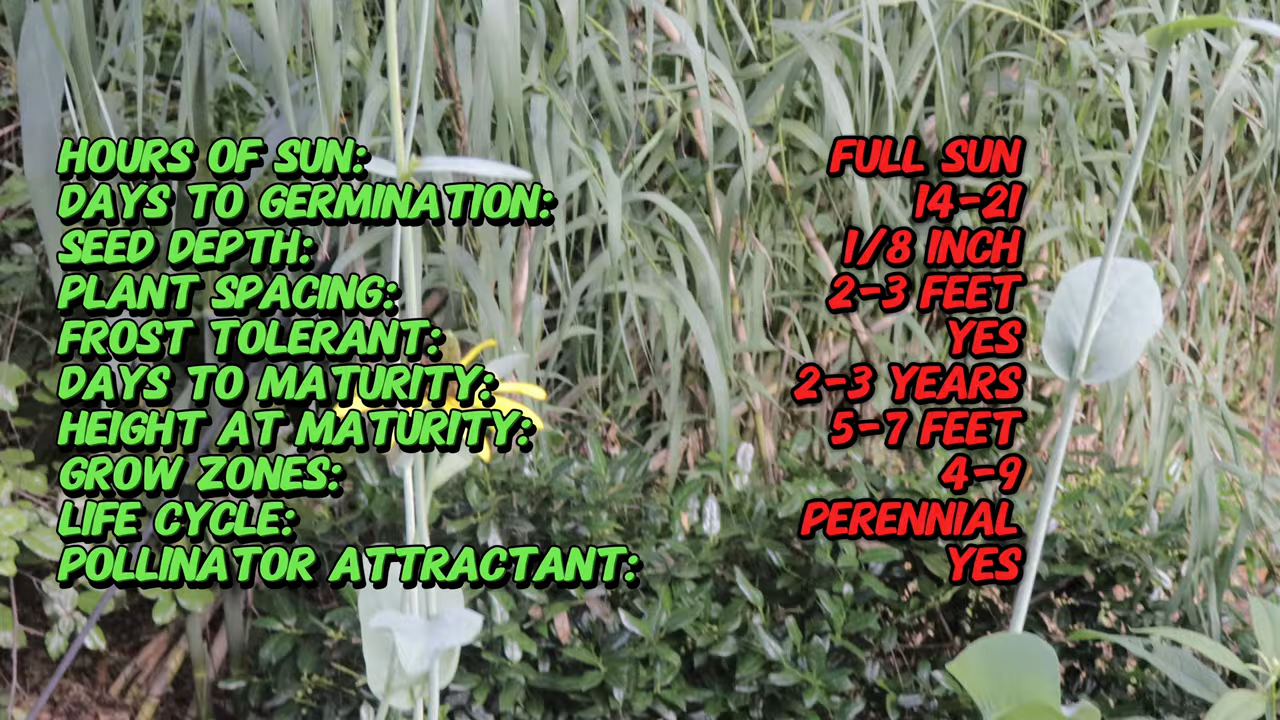 HOURS OF SUN: FULL SUN
DAYS TO GERMINATION: 14-21
SEED DEPTH: 1/8 INCH
PLANT SPACING: 2-3 FEET
FROST TOLERANT: YES
DAYS TO MATURITY: 2-3 YEARS
HEIGHT AT MATURITY: 5-7 FEET
GROW ZONES: 4-9
LIFE CYCLE: PERENNIAL
POLLINATOR ATTRACTANT: YES